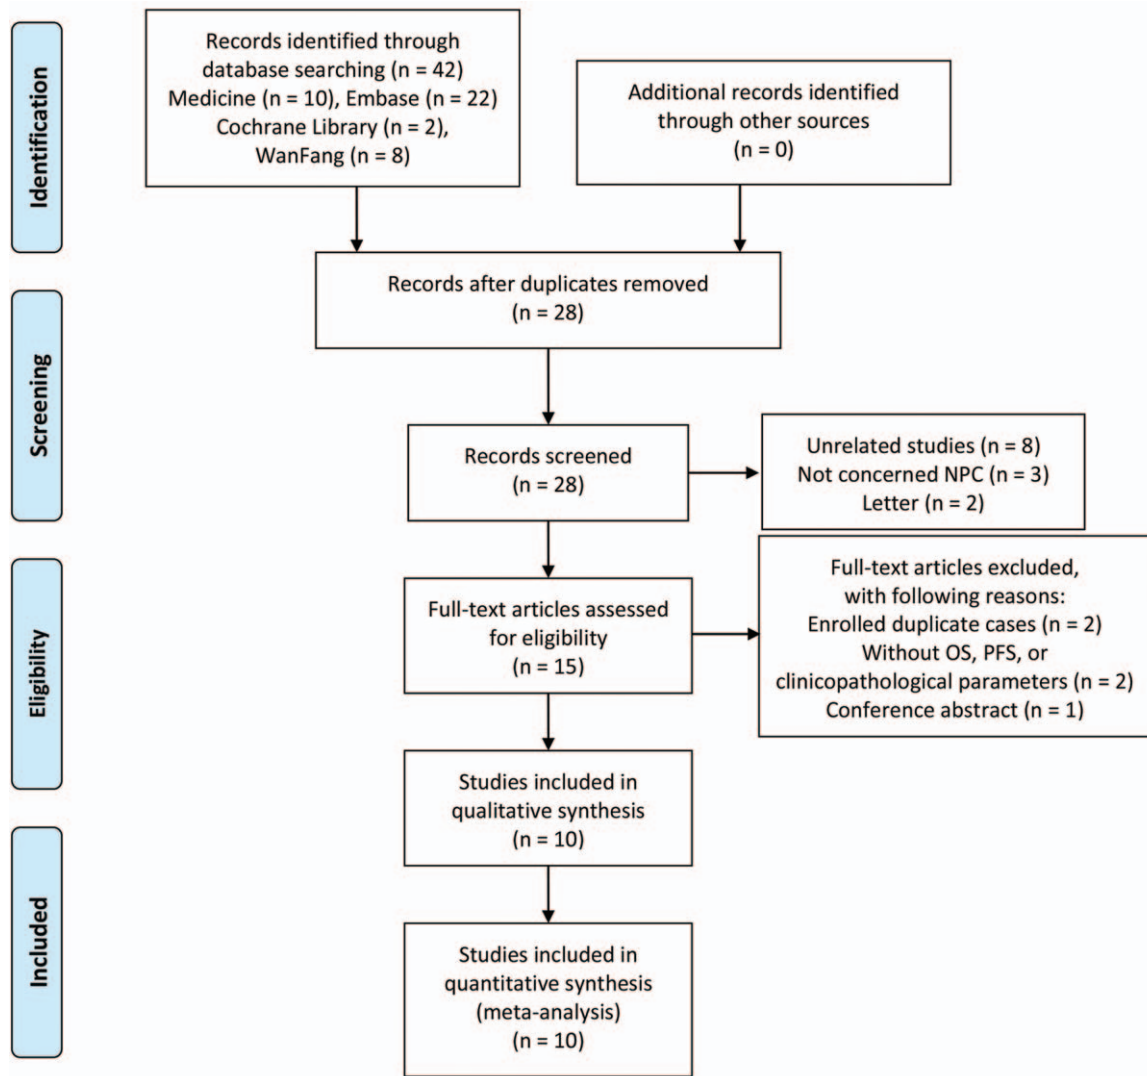 Identification
Records identified through
database searching (n = 42)
Medicine (n = 10), Embase (n = 22)
Cochrane Library (n = 2),
WanFang (n = 8)
Additional records identified
through other sources
(n = 0)
Records after duplicates removed
(n = 28)
Screening
Records screened
(n = 28)
Unrelated studies (n = 8)
Not concerned NPC (n = 3)
Letter (n = 2)
Eligibility
Full-text articles assessed
for eligibility
(n = 15)
Full-text articles excluded,
with following reasons:
Enrolled duplicate cases (n = 2)
Without OS, PFS, or
clinicopathological parameters (n = 2)
Conference abstract (n = 1)
Studies included in
qualitative synthesis
(n = 10)
Included
Studies included in
quantitative synthesis
(meta-analysis)
(n = 10)